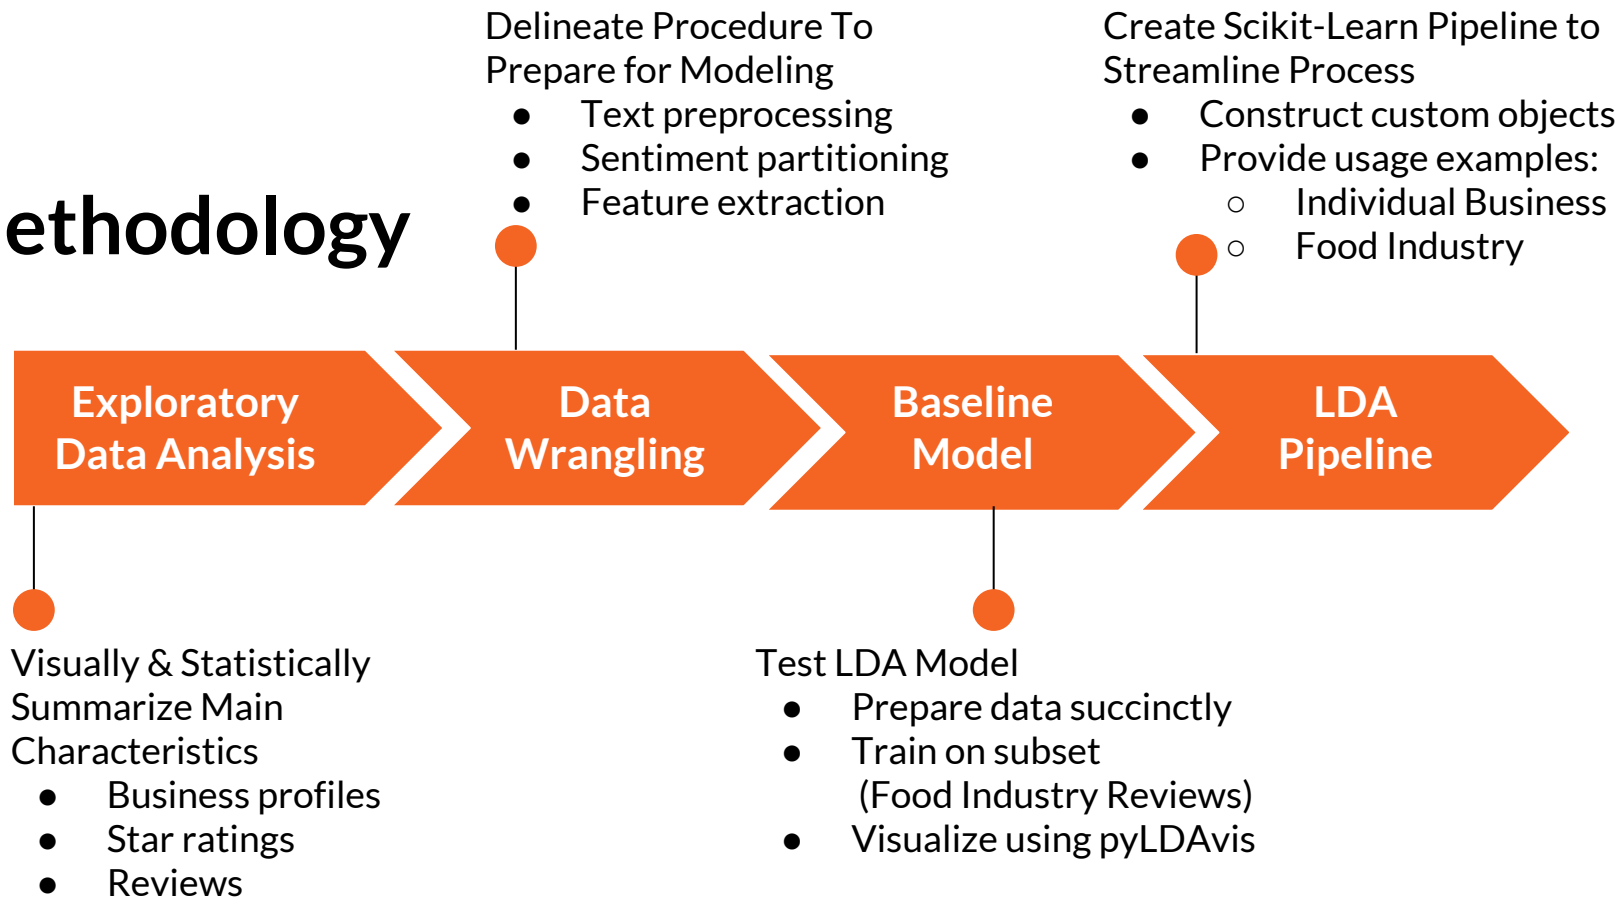 ethodology
Delineate Procedure To
Prepare for Modeling
● Text preprocessing
● Sentiment partitioning
● Feature extraction
Create Scikit-Learn Pipeline to
Streamline Process
● Construct custom objects
● Provide usage examples:
○ Individual Business
○ Food Industry
Exploratory
Data Analysis
Data
Wrangling
Baseline
Model
LDA
Pipeline
Visually & Statistically
Summarize Main
Characteristics
● Business profiles
● Star ratings
● Reviews
Test LDA Model
● Prepare data succinctly
● Train on subset
(Food Industry Reviews)
● Visualize using pyLDAvis